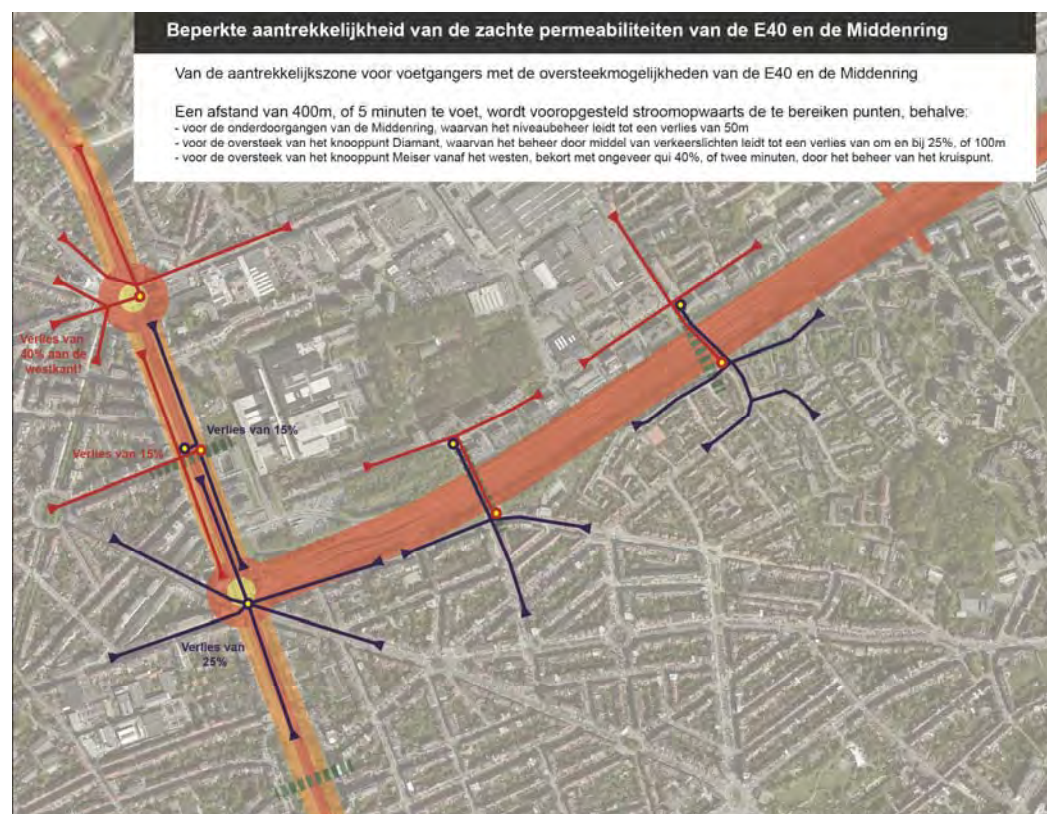 Beperkte aantrekkelijkheid van de zachte permeabiliteiten van de E40 en de Middenring
Van de aantrekkelijkszone voor voetgangers met de oversteekmogelijkheden van de E40 en de Middenring
Een afstand van 400m, of 5 minuten te voet, wordt vooropgesteld stroomopwaarts de te bereiken punten, behalve:
- voor de onderdoorgangen van de Middenring, waarvan het niveaubeheer leidt tot een verlies van 50m
- voor de oversteek van het knooppunt Diamant, waarvan het beheer door middel van verkeerslichten leidt tot een verlies van om en bij 25%, of 100m
- voor de oversteek van het knooppunt Meiser vanaf het westen, bekort met ongeveer qui 40%, of twee minuten, door het beheer van het kruispunt.
Verlies van
40% aan de
westkant!
Verlies van 15%
Verlies van 15%
Verlies van
25%